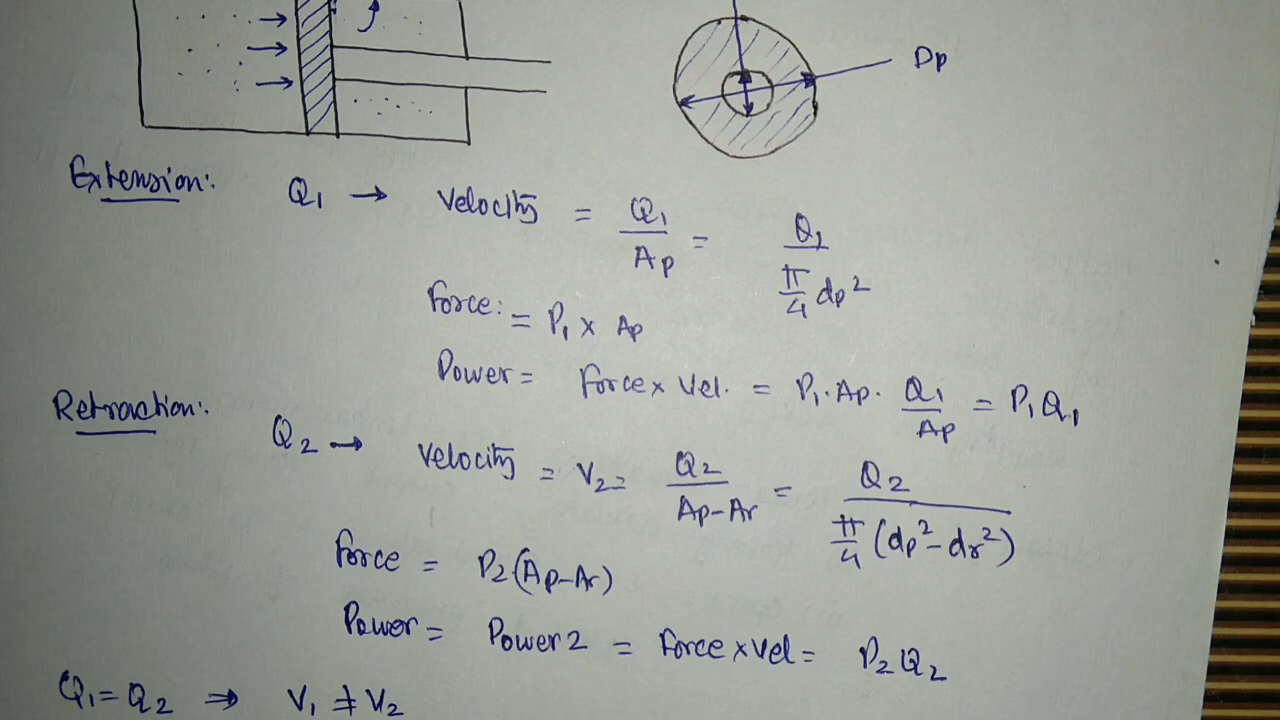 Dp
Extension:
Q₁ → Velocity = Q₁/Ap = Q₁/(π/4 dp²)
Force: = P₁ × Ap
Power = Force × Vel. = P₁·Ap· Q₁/Ap = P₁Q₁
Retraction:
Q₂ → Velocity = V₂ = Q₂/(Ap-Ar) = Q₂/(π/4 (dp²-dr²))
Force = P₂(Ap-Ar)
Power = Power 2 = Force × Vel = P₂Q₂
Q₁=Q₂ ⇒ V₁ ≠ V₂